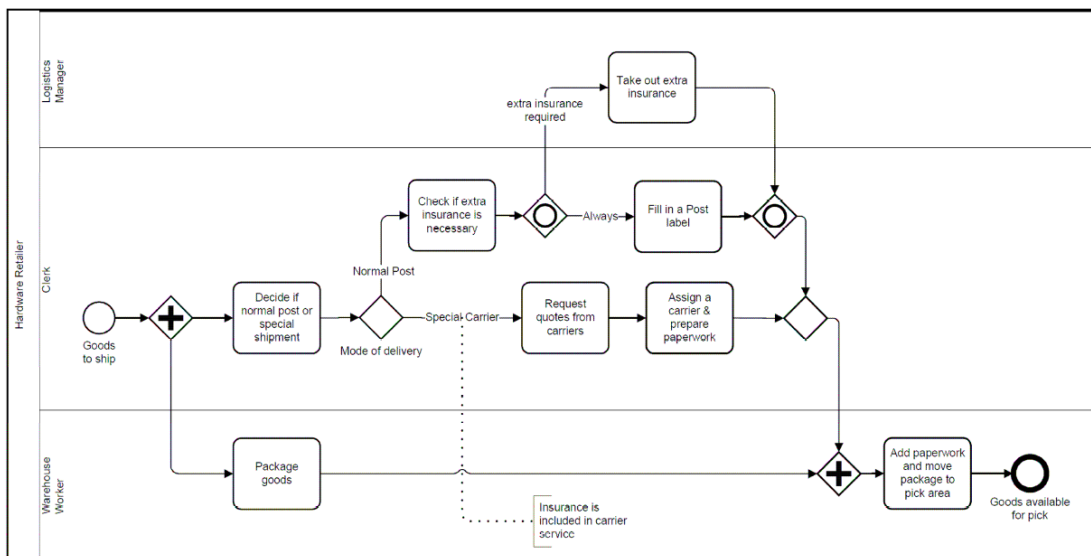 Hardware Retailer
Logistics
Manager
Take out extra
insurance
extra insurance
required
Clerk
Check if extra
insurance is
necessary
Always
Fill in a Post
label
Normal Post
Decide if
normal post or
special
shipment
Special Carrier
Request
quotes from
carriers
Assign a
carrier &
prepare
paperwork
Goods
to ship
Mode of delivery
Warehouse
Worker
Package
goods
Add paperwork
and move
package to
pick area
Goods available
for pick
Insurance is
included in carrier
service